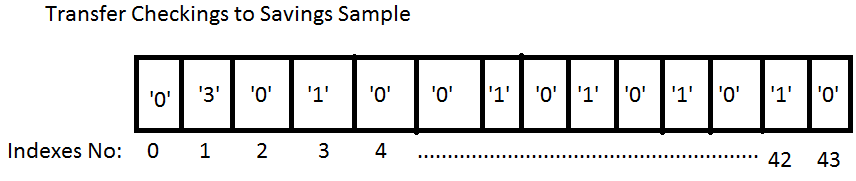 Transfer Checkings to Savings Sample
'0' '3' '0' '1' '0' '0' '1' '0' '1' '0' '1' '0' '1' '0'
Indexes No: 0 1 2 3 4 ................................................ 42 43